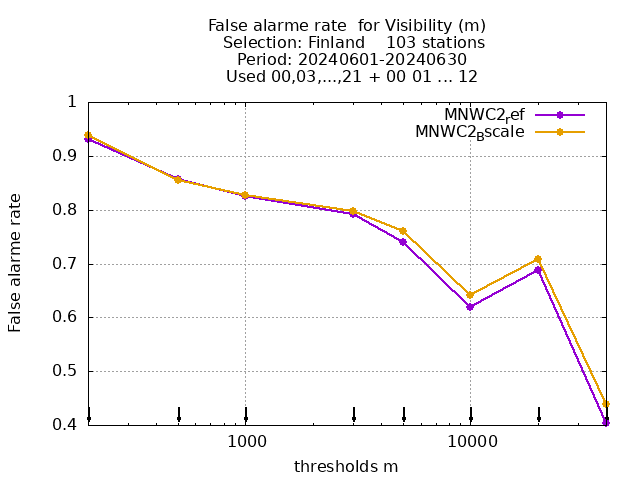 False alarme rate  for Visibility (m)
Selection: Finland    103 stations
Period: 20240601-20240630
Used 00,03,...,21 + 00 01 ... 12
MNWC2ref
MNWC2Bscale
1
0.9
0.8
0.7
0.6
0.5
0.4
False alarme rate
1000
10000
thresholds m